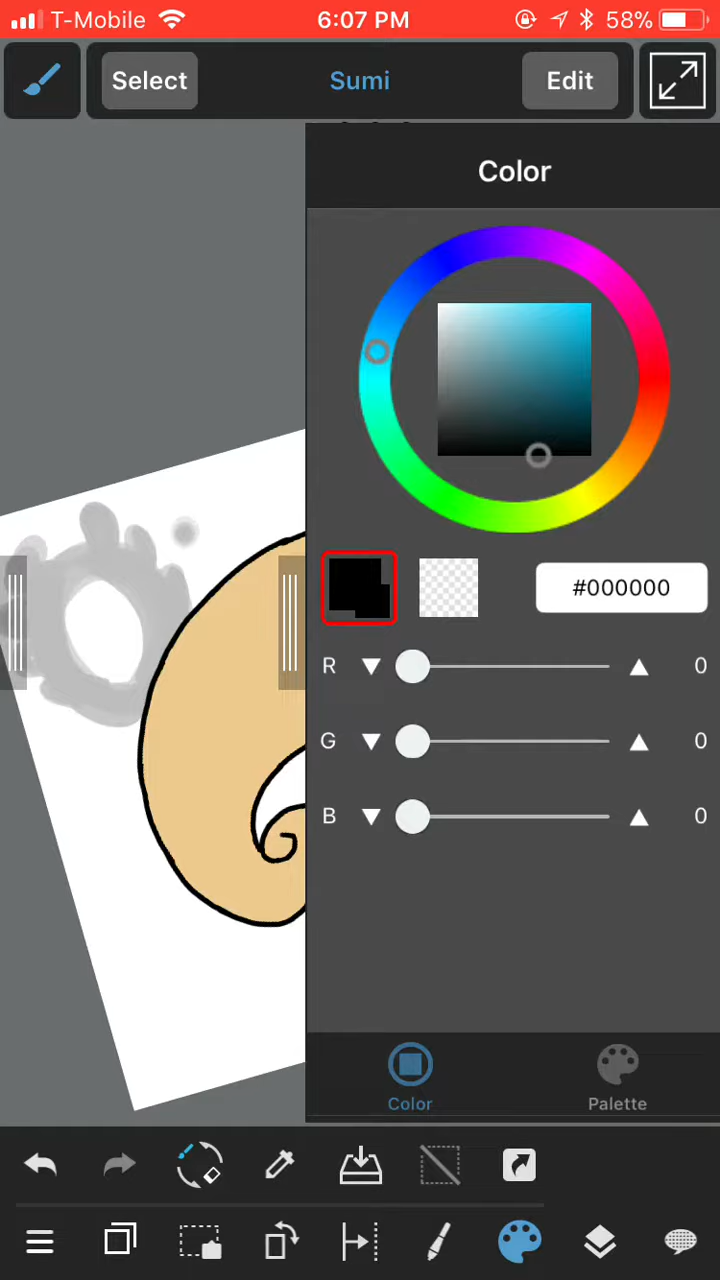 T-Mobile 6:07 PM 58%
Select Sumi Edit
Color
#000000
R 0
G 0
B 0
Color Palette